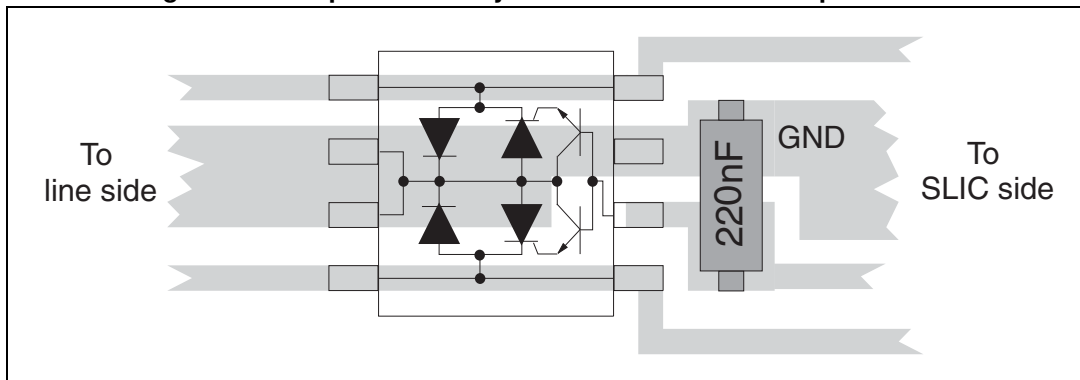 To
line side
GND
220nF
To
SLIC side